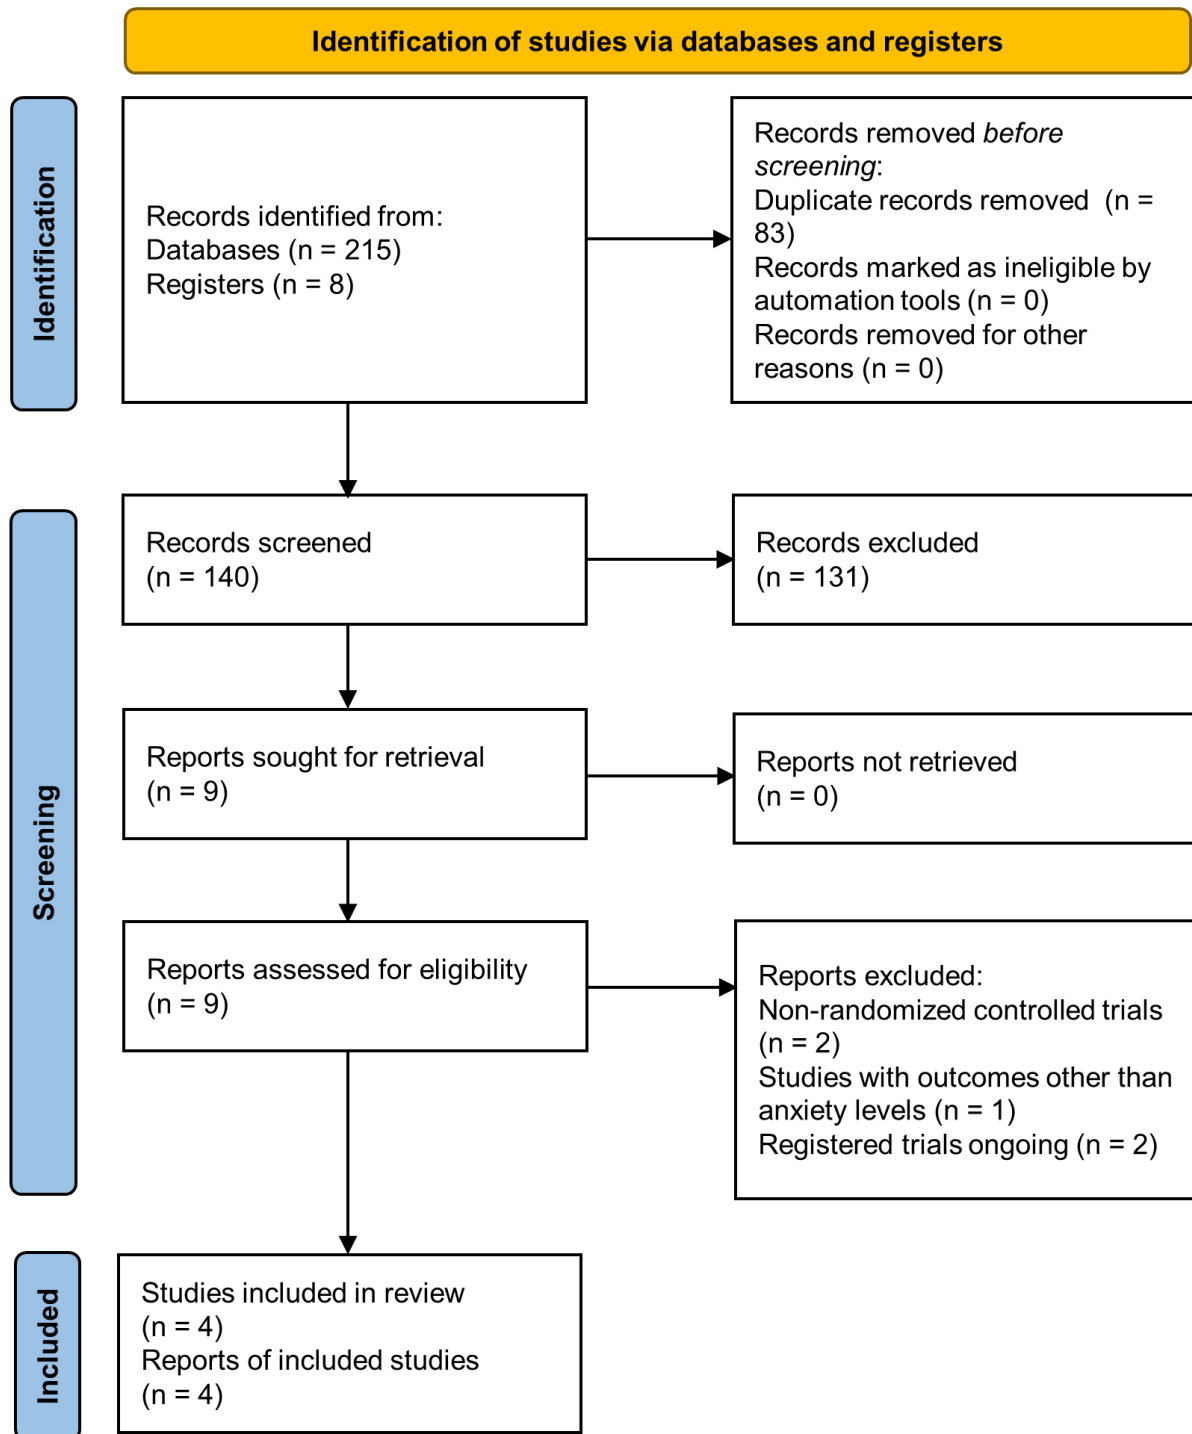 Identification of studies via databases and registers
Identification
Records identified from:
Databases (n = 215)
Registers (n = 8)
Records removed before
screening:
Duplicate records removed (n =
83)
Records marked as ineligible by
automation tools (n = 0)
Records removed for other
reasons (n = 0)
Screening
Records screened
(n = 140)
Records excluded
(n = 131)
Reports sought for retrieval
(n = 9)
Reports not retrieved
(n = 0)
Reports assessed for eligibility
(n = 9)
Reports excluded:
Non-randomized controlled trials
(n = 2)
Studies with outcomes other than
anxiety levels (n = 1)
Registered trials ongoing (n = 2)
Included
Studies included in review
(n = 4)
Reports of included studies
(n = 4)